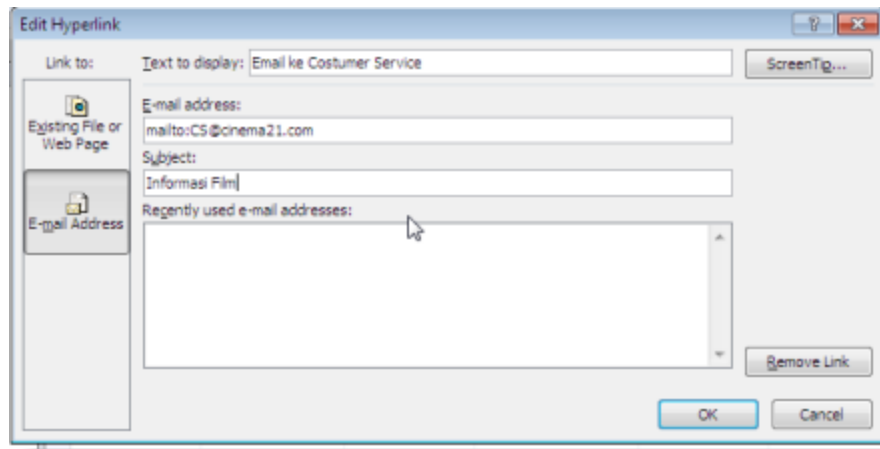 Edit Hyperlink
Link to:
Text to display: Email ke Costumer Service
ScreenTip...
Existing File or
Web Page
E-mail Address
E-mail address:
mailto:CS@cinema21.com
Subject:
Informasi Film
Recently used e-mail addresses:
Remove Link
OK
Cancel